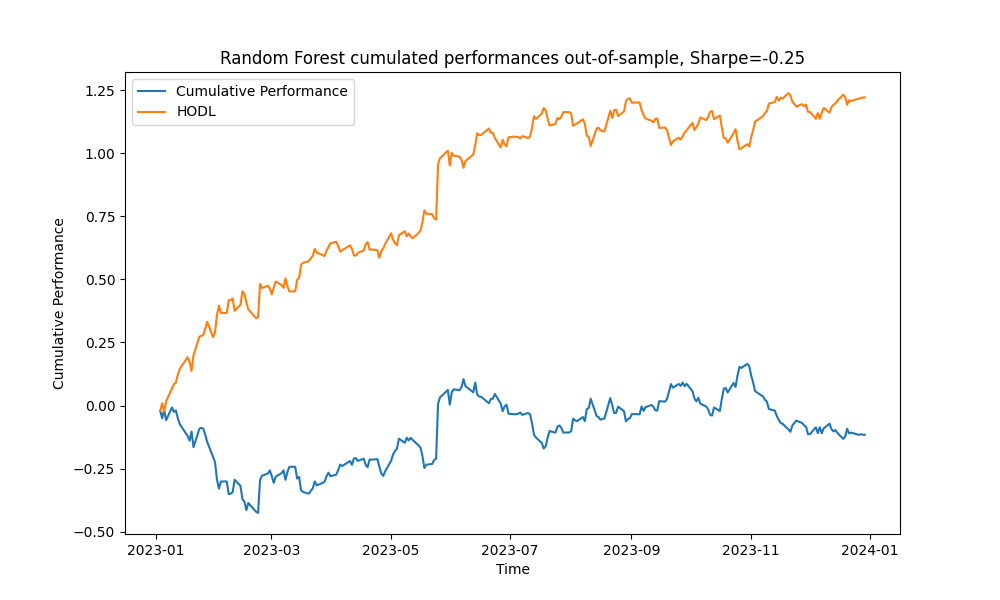 Random Forest cumulated performances out-of-sample, Sharpe=-0.25
Cumulative Performance
HODL
Cumulative Performance
1.25
1.00
0.75
0.50
0.25
0.00
−0.25
−0.50
2023-01 2023-03 2023-05 2023-07 2023-09 2023-11 2024-01
Time